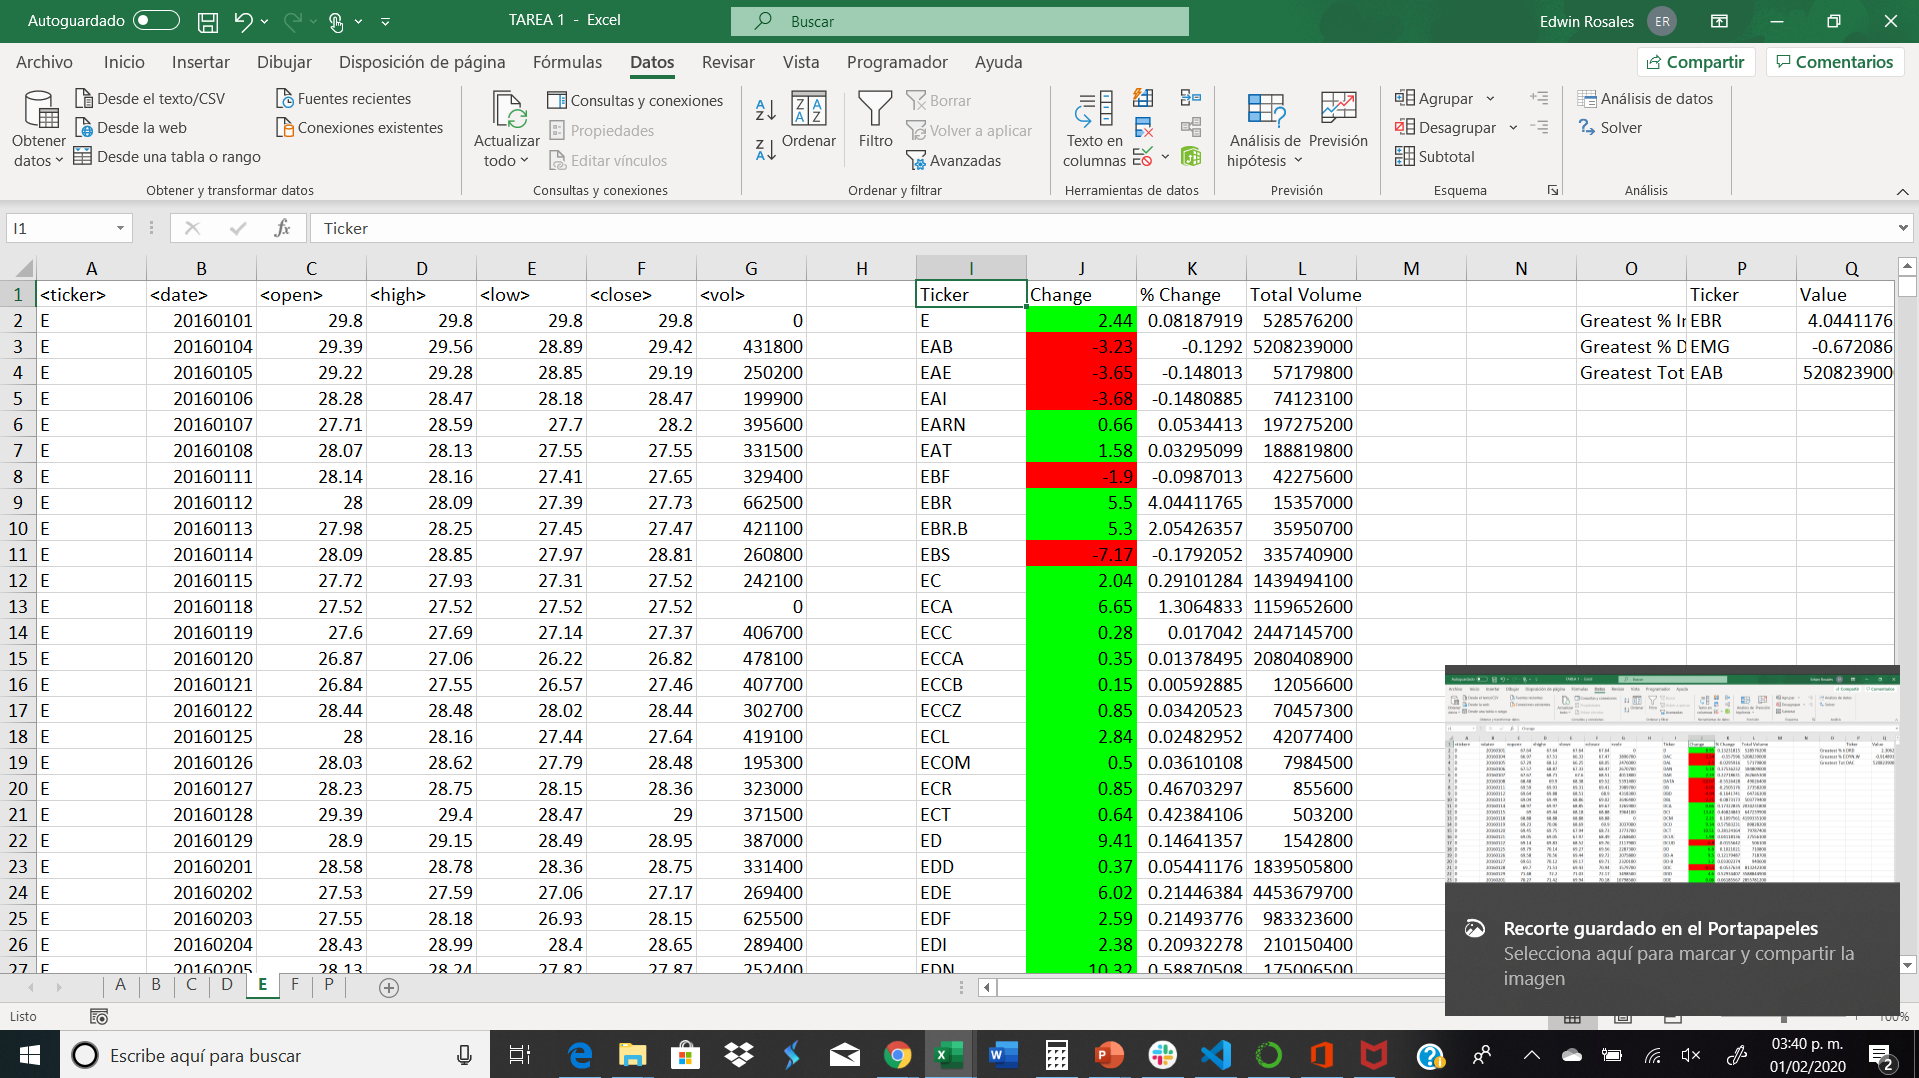 Autoguardado TAREA 1 - Excel Buscar Edwin Rosales ER
Archivo Inicio Insertar Dibujar Disposición de página Fórmulas Datos Revisar Vista Programador Ayuda Compartir Comentarios
Obtener datos Desde el texto/CSV Desde la web Desde una tabla o rango Fuentes recientes Conexiones existentes
Actualizar todo Consultas y conexiones Propiedades Editar vínculos
Ordenar Filtro Borrar Volver a aplicar Avanzadas
Texto en columnas Análisis de hipótesis Previsión Agrupar Desagrupar Subtotal Análisis de datos Solver
Obtener y transformar datos Consultas y conexiones Ordenar y filtrar Herramientas de datos Previsión Esquema Análisis
I1 fx Ticker
A B C D E F G H I J K L M N O P Q
1 <ticker> <date> <open> <high> <low> <close> <vol> Ticker Change % Change Total Volume Ticker Value
2 E 20160101 29.8 29.8 29.8 29.8 0 E 2.44 0.08187919 528576200 Greatest % In EBR 4.0441176
3 E 20160104 29.39 29.56 28.89 29.42 431800 EAB -3.23 -0.1292 5208239000 Greatest % D EMG -0.672086
4 E 20160105 29.22 29.28 28.85 29.19 250200 EAE -3.65 -0.148013 57179800 Greatest Tot EAB 520823900
5 E 20160106 28.28 28.47 28.18 28.47 199900 EAI -3.68 -0.1480885 74123100
6 E 20160107 27.71 28.59 27.7 28.2 395600 EARN 0.66 0.0534413 197275200
7 E 20160108 28.07 28.13 27.55 27.55 331500 EAT 1.58 0.03295099 188819800
8 E 20160111 28.14 28.16 27.41 27.65 329400 EBF -1.9 -0.0987013 42275600
9 E 20160112 28 28.09 27.39 27.73 662500 EBR 5.5 4.04411765 15357000
10 E 20160113 27.98 28.25 27.45 27.47 421100 EBR.B 5.3 2.05426357 35950700
11 E 20160114 28.09 28.85 27.97 28.81 260800 EBS -7.17 -0.1792052 335740900
12 E 20160115 27.72 27.93 27.31 27.52 242100 EC 2.04 0.29101284 1439494100
13 E 20160118 27.52 27.52 27.52 27.52 0 ECA 6.65 1.3064833 1159652600
14 E 20160119 27.6 27.69 27.14 27.37 406700 ECC 0.28 0.017042 2447145700
15 E 20160120 26.87 27.06 26.22 26.82 478100 ECCA 0.35 0.01378495 2080408900
16 E 20160121 26.84 27.55 26.57 27.46 407700 ECCB 0.15 0.00592885 12056600
17 E 20160122 28.44 28.48 28.02 28.44 302700 ECCZ 0.85 0.03420523 70457300
18 E 20160125 28 28.16 27.44 27.64 419100 ECL 2.84 0.02482952 42077400
19 E 20160126 28.03 28.62 27.79 28.48 195300 ECOM 0.5 0.03610108 7984500
20 E 20160127 28.23 28.75 28.15 28.36 323000 ECR 0.85 0.46703297 855600
21 E 20160128 29.39 29.4 28.47 29 371500 ECT 0.64 0.42384106 503200
22 E 20160129 28.9 29.15 28.49 28.95 387000 ED 9.41 0.14641357 1542800
23 E 20160201 28.58 28.78 28.36 28.75 331400 EDD 0.37 0.05441176 1839505800
24 E 20160202 27.53 27.59 27.06 27.17 269400 EDE 6.02 0.21446384 4453679700
25 E 20160203 27.55 28.18 26.93 28.15 625500 EDF 2.59 0.21493776 983323600
26 E 20160204 28.43 28.99 28.4 28.65 289400 EDI 2.38 0.20932278 210150400
27 E 20160205 28.13 28.24 27.82 27.87 252400 EDN 10.32 0.58870508 175006500
Recorte guardado en el Portapapeles
Selecciona aquí para marcar y compartir la
imagen
A B C D E F P
Listo 100%
Escribe aquí para buscar
03:40 p. m.
01/02/2020
2